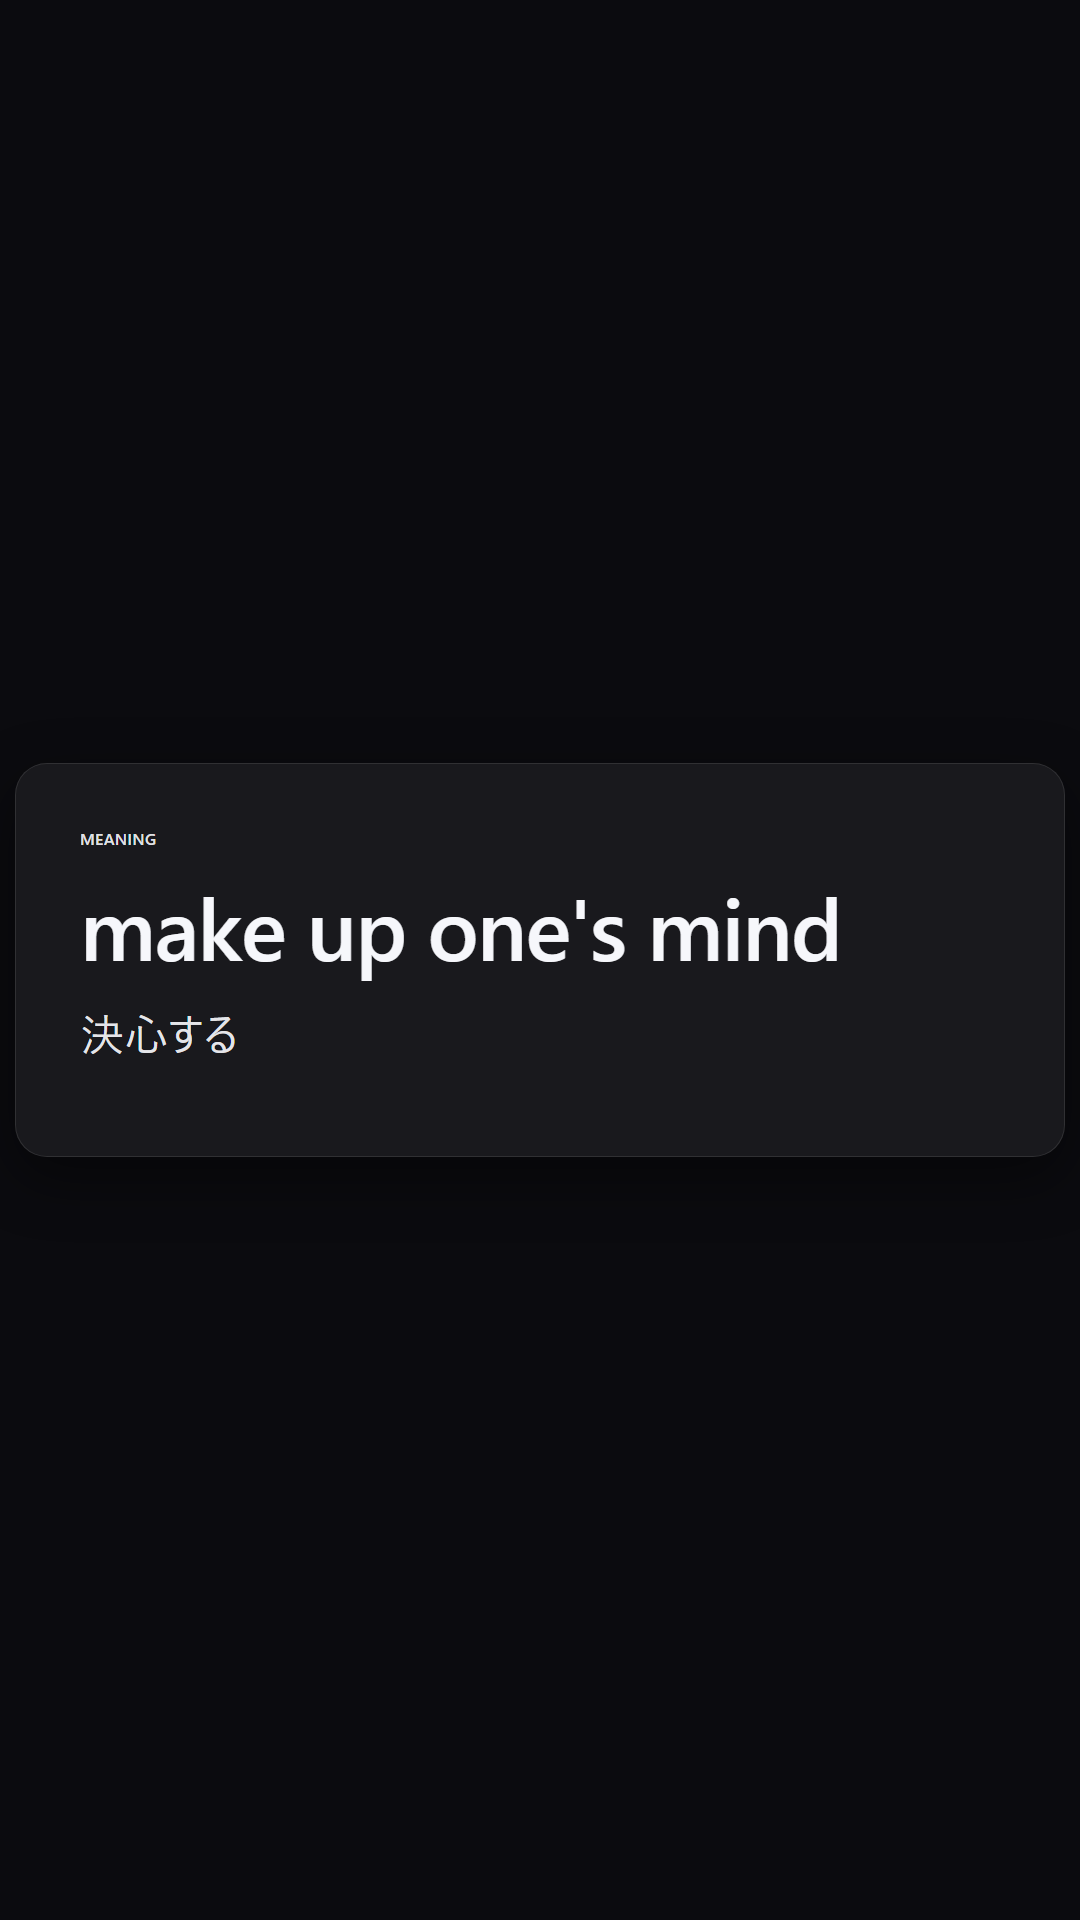 MEANING
make up one's mind
決心する